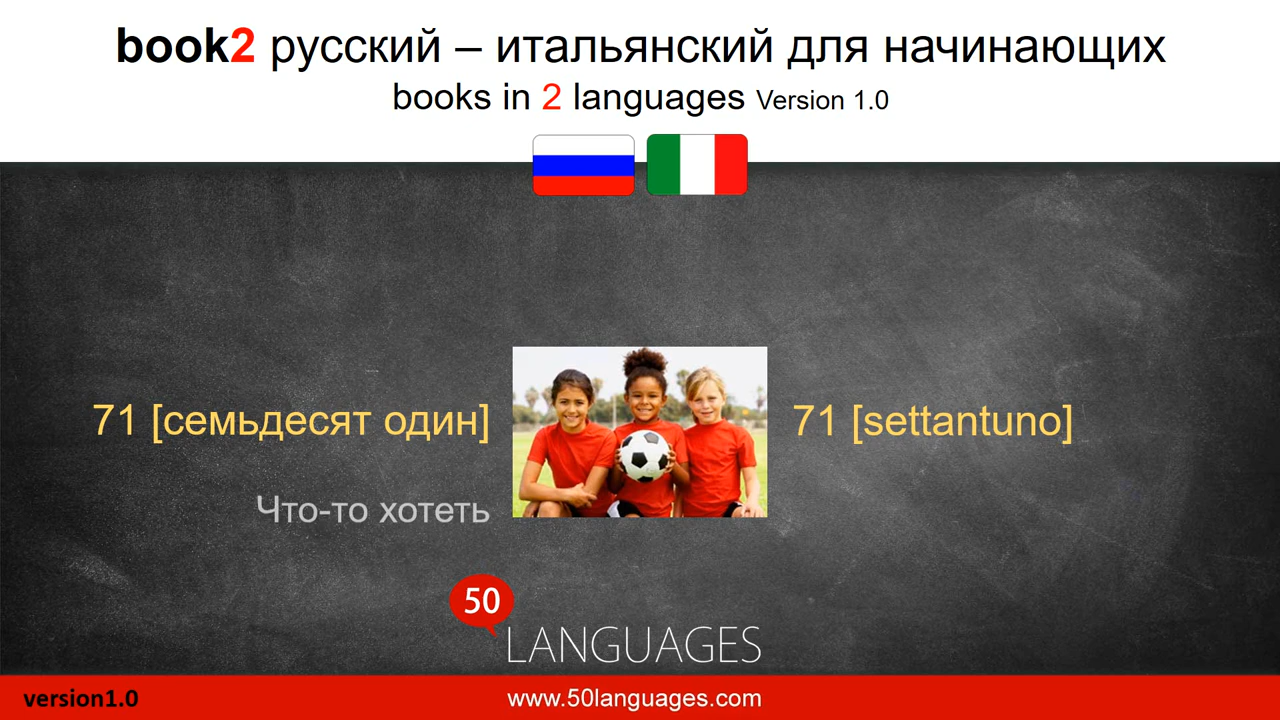 book2 русский – итальянский для начинающих
books in 2 languages Version 1.0
71 [семьдесят один]
71 [settantuno]
Что-то хотеть
50
LANGUAGES
version1.0
www.50languages.com